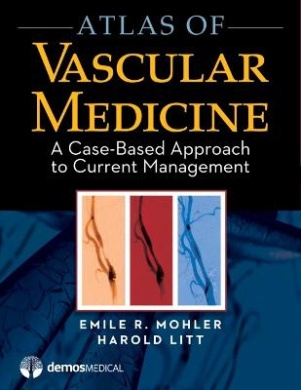 ATLAS OF
VASCULAR
MEDICINE
A Case-Based Approach
to Current Management
EMILE R. MOHLER
HAROLD LITT
demosMEDICAL